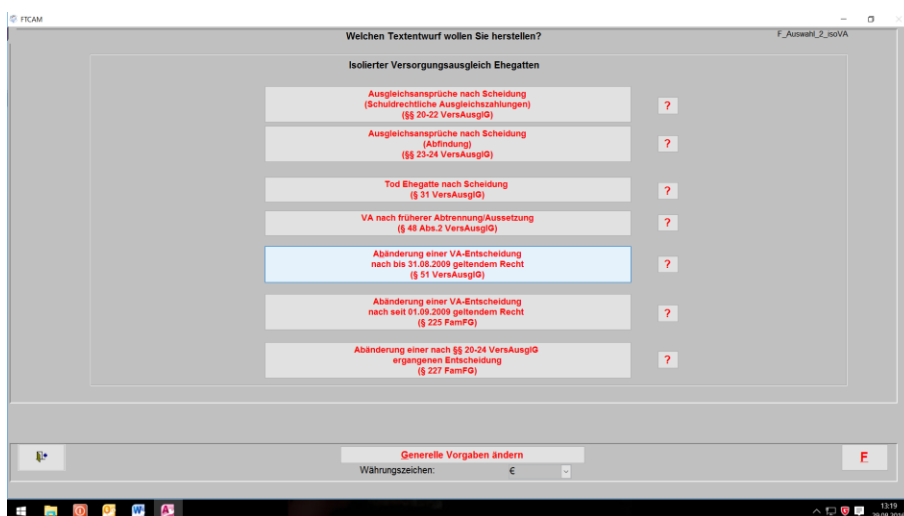 FTCAM
Welchen Textentwurf wollen Sie herstellen?
F_Auswahl_2_isoVA
Isolierter Versorgungsausgleich Ehegatten
Ausgleichsansprüche nach Scheidung
(Schuldrechtliche Ausgleichszahlungen)
(§§ 20-22 VersAusglG)
?
Ausgleichsansprüche nach Scheidung
(Abfindung)
(§§ 23-24 VersAusglG)
?
Tod Ehegatte nach Scheidung
(§ 31 VersAusglG)
?
VA nach früherer Abtrennung/Aussetzung
(§ 48 Abs.2 VersAusglG)
?
Abänderung einer VA-Entscheidung
nach bis 31.08.2009 geltendem Recht
(§ 51 VersAusglG)
?
Abänderung einer VA-Entscheidung
nach seit 01.09.2009 geltendem Recht
(§ 225 FamFG)
?
Abänderung einer nach §§ 20-24 VersAusglG
ergangenen Entscheidung
(§ 227 FamFG)
?
Generelle Vorgaben ändern
F
Währungszeichen: €
13:19